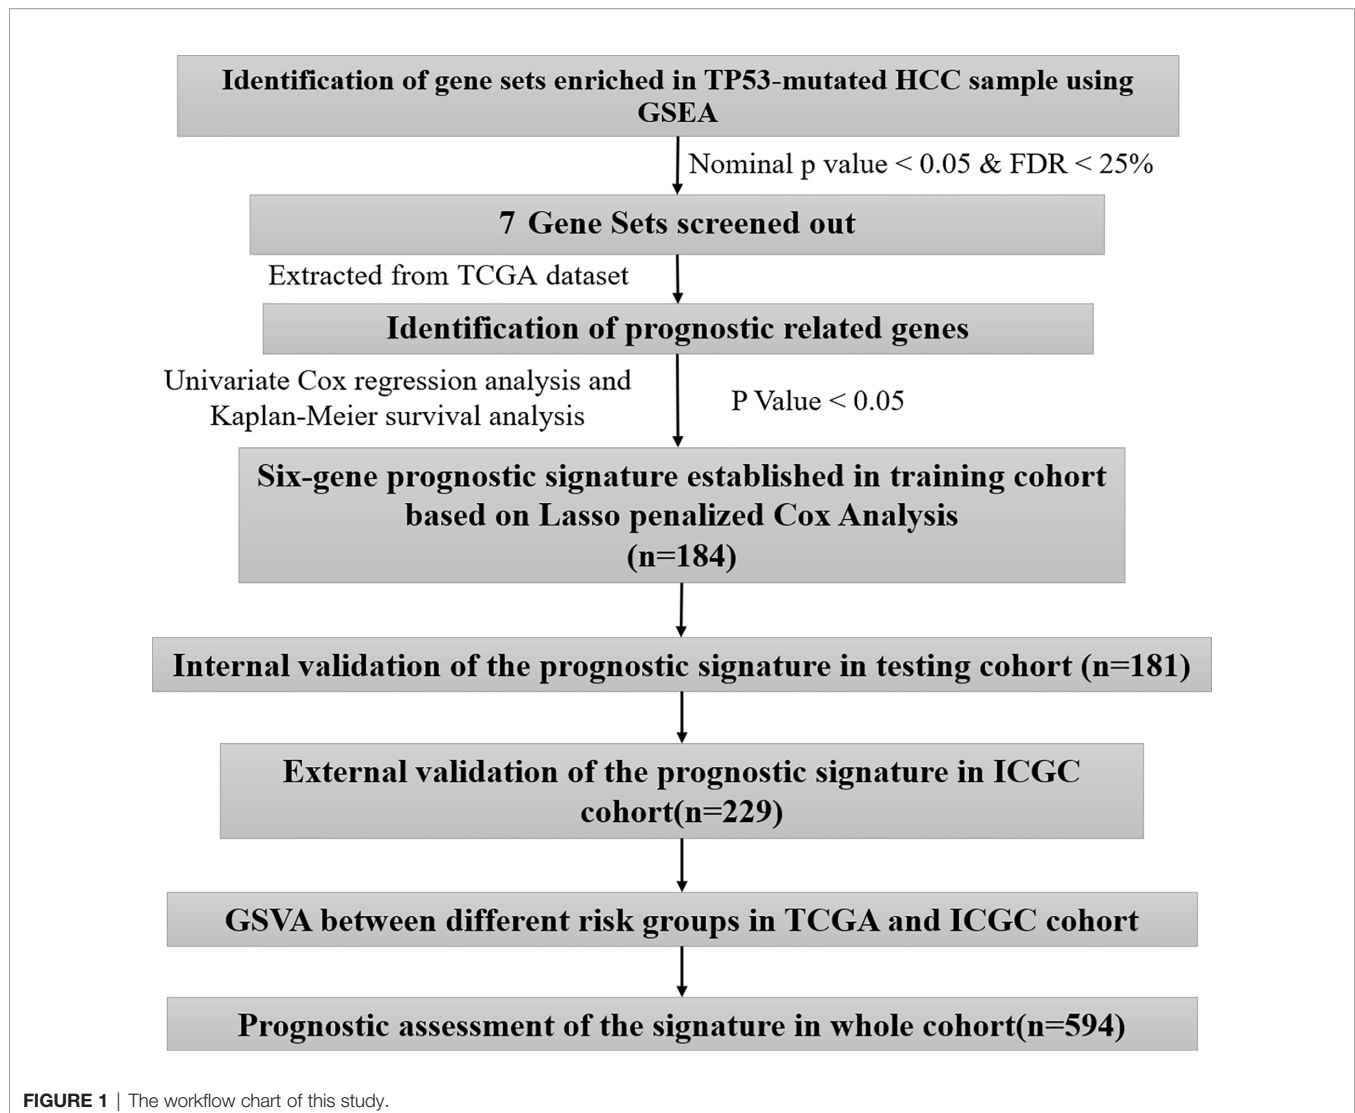 Identification of gene sets enriched in TP53-mutated HCC sample using
GSEA
Nominal p value < 0.05 & FDR < 25%
7 Gene Sets screened out
Extracted from TCGA dataset
Identification of prognostic related genes
Univariate Cox regression analysis and
Kaplan-Meier survival analysis
P Value < 0.05
Six-gene prognostic signature established in training cohort
based on Lasso penalized Cox Analysis
(n=184)
Internal validation of the prognostic signature in testing cohort (n=181)
External validation of the prognostic signature in ICGC
cohort(n=229)
GSVA between different risk groups in TCGA and ICGC cohort
Prognostic assessment of the signature in whole cohort(n=594)
FIGURE 1 | The workflow chart of this study.